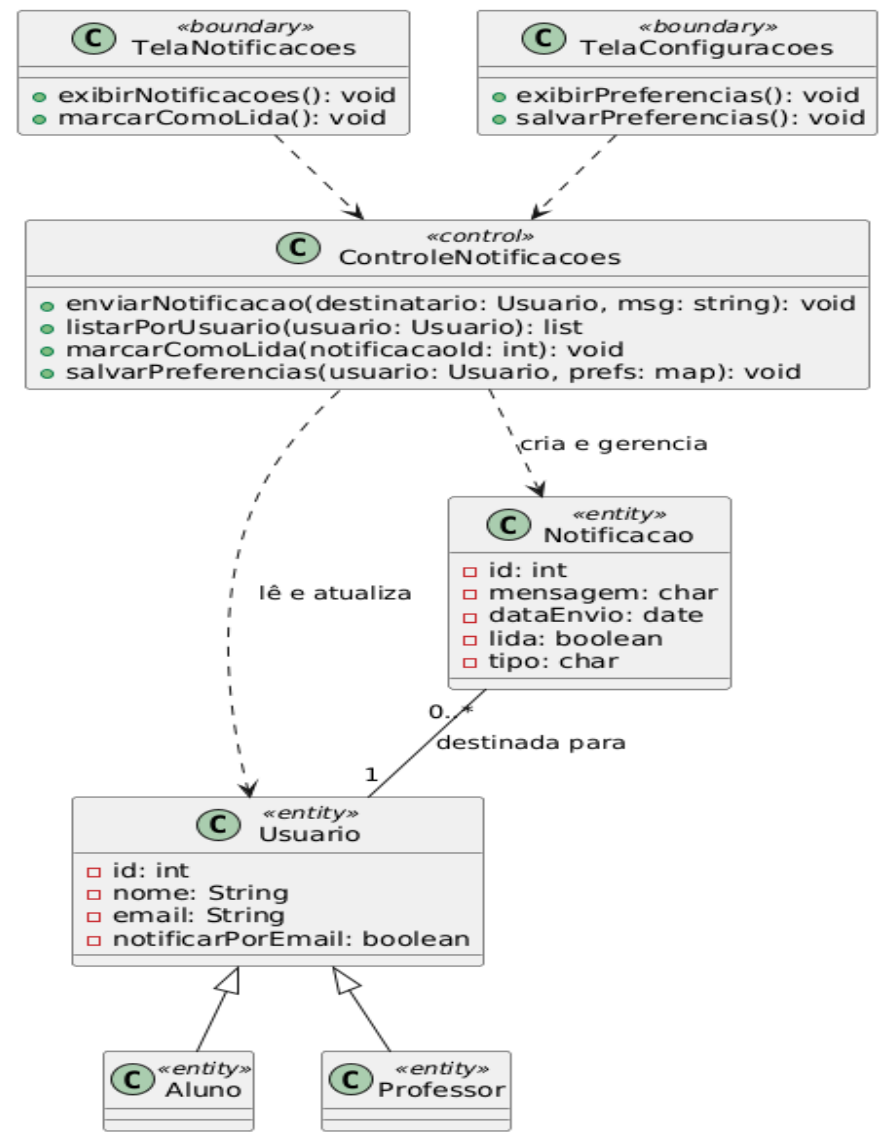 «boundary»
C TelaNotificacoes
exibirNotificacoes(): void
marcarComoLida(): void
«boundary»
C TelaConfiguracoes
exibirPreferencias(): void
salvarPreferencias(): void
«control»
C ControleNotificacoes
enviarNotificacao(destinatario: Usuario, msg: string): void
listarPorUsuario(usuario: Usuario): list
marcarComoLida(notificacaoId: int): void
salvarPreferencias(usuario: Usuario, prefs: map): void
cria e gerencia
«entity»
C Notificacao
id: int
mensagem: char
dataEnvio: date
lida: boolean
tipo: char
lê e atualiza
0..*
destinada para
1
«entity»
C Usuario
id: int
nome: String
email: String
notificarPorEmail: boolean
«entity»
C Aluno
«entity»
C Professor